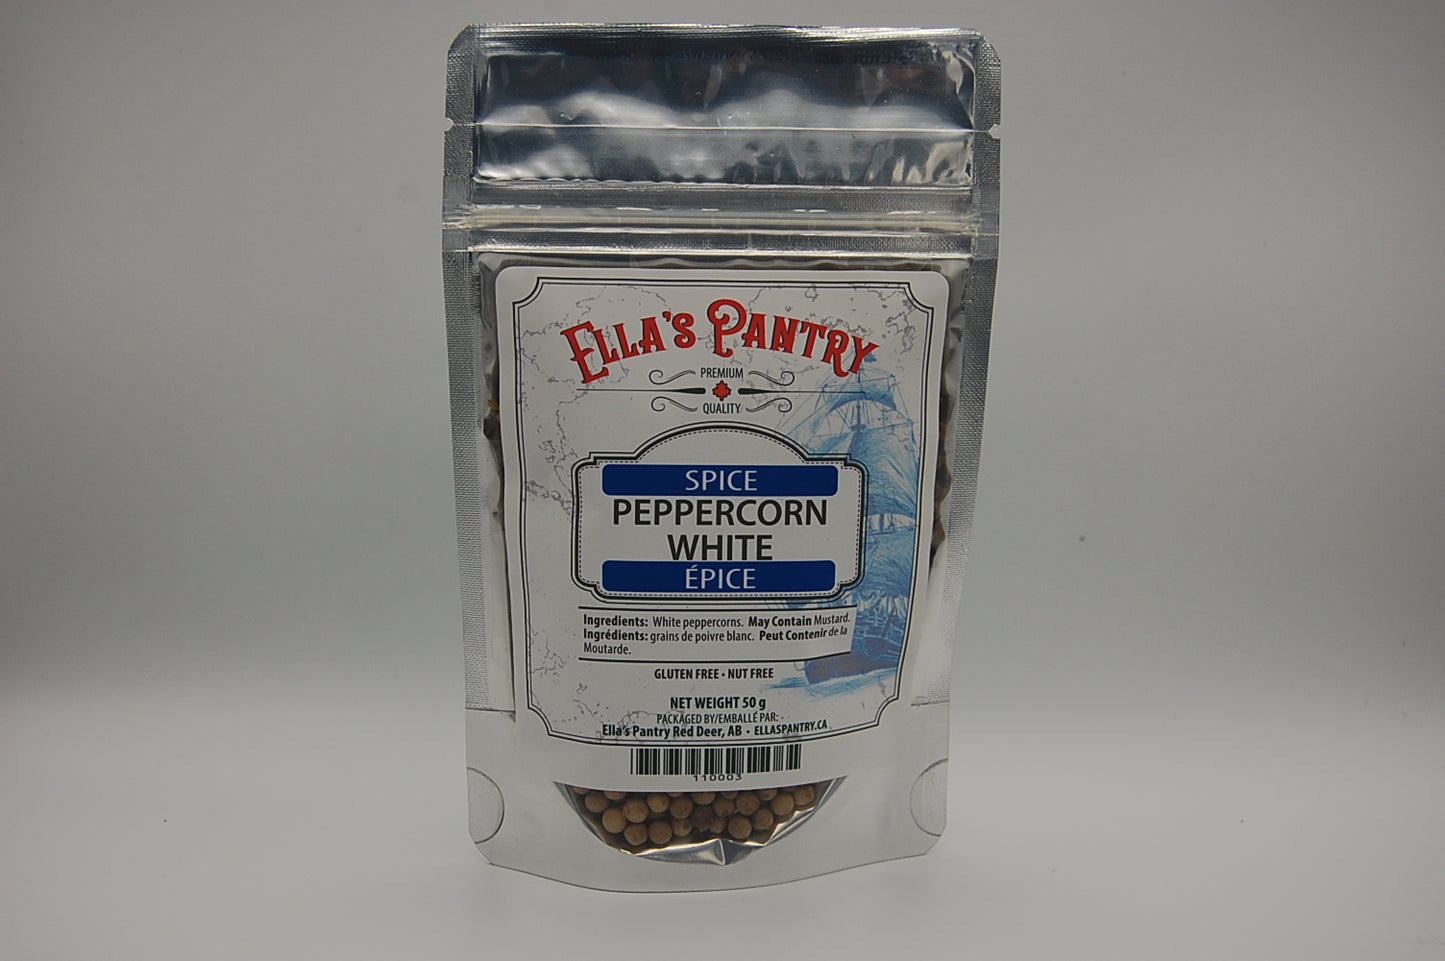 ELLA'S PANTRY
PREMIUM
QUALITY
SPICE
PEPPERCORN
WHITE
ÉPICE
Ingredients: White peppercorns. May Contain Mustard.
Ingrédients: grains de poivre blanc. Peut Contenir de la
Moutarde.
GLUTEN FREE • NUT FREE
NET WEIGHT 50 g
PACKAGED BY/EMBALLÉ PAR:
Ella's Pantry Red Deer, AB • ELLASPANTRY.CA
110003